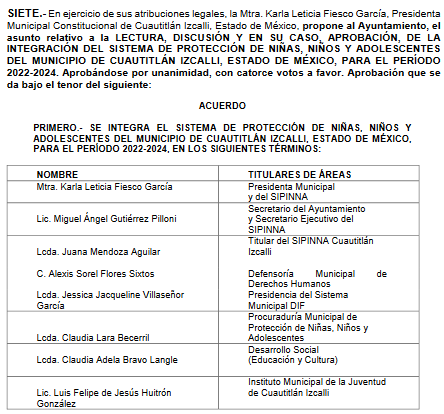 SIETE.- En ejercicio de sus atribuciones legales, la Mtra. Karla Leticia Fiesco García, Presidenta
Municipal Constitucional de Cuautitlán Izcalli, Estado de México, propone al Ayuntamiento, el
asunto relativo a la LECTURA, DISCUSIÓN Y EN SU CASO, APROBACIÓN, DE LA
INTEGRACIÓN DEL SISTEMA DE PROTECCIÓN DE NIÑAS, NIÑOS Y ADOLESCENTES
DEL MUNICIPIO DE CUAUTITLÁN IZCALLI, ESTADO DE MÉXICO, PARA EL PERÍODO
2022-2024. Aprobándose por unanimidad, con catorce votos a favor. Aprobación que se
da bajo el tenor del siguiente:
ACUERDO
PRIMERO.- SE INTEGRA EL SISTEMA DE PROTECCIÓN DE NIÑAS, NIÑOS Y
ADOLESCENTES DEL MUNICIPIO DE CUAUTITLÁN IZCALLI, ESTADO DE MÉXICO,
PARA EL PERÍODO 2022-2024, EN LOS SIGUIENTES TÉRMINOS:
NOMBRE TITULARES DE ÁREAS
Mtra. Karla Leticia Fiesco García Presidenta Municipal
y del SIPINNA
Secretario del Ayuntamiento
Lic. Miguel Ángel Gutiérrez Pilloni y Secretario Ejecutivo del
SIPINNA
Titular del SIPINNA Cuautitlán
Lcda. Juana Mendoza Aguilar Izcalli
C. Alexis Sorel Flores Sixtos Defensoría Municipal de
Derechos Humanos
Lcda. Jessica Jacqueline Villaseñor Presidencia del Sistema
García Municipal DIF
Procuraduría Municipal de
Protección de Niñas, Niños y
Lcda. Claudia Lara Becerril Adolescentes
Desarrollo Social
Lcda. Claudia Adela Bravo Langle (Educación y Cultura)
Instituto Municipal de la Juventud
Lic. Luis Felipe de Jesús Huitrón de Cuautitlán Izcalli
González